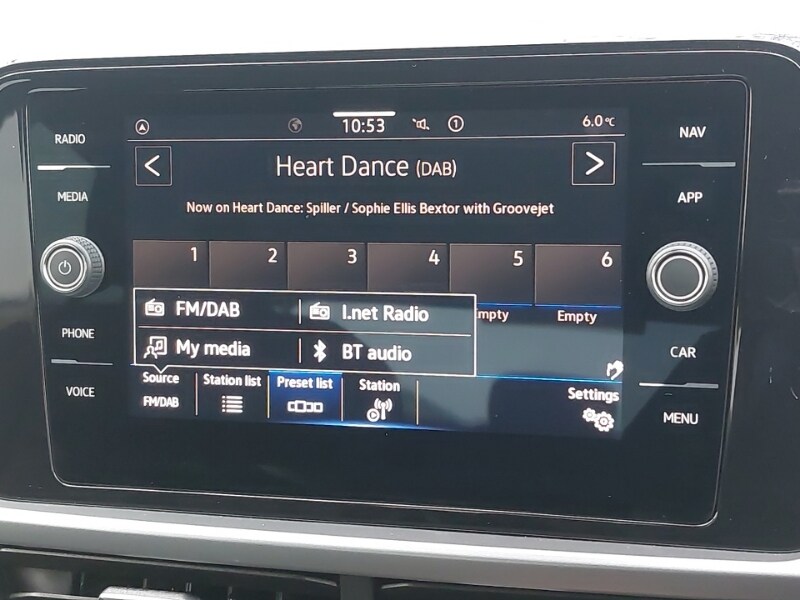 RADIO
MEDIA
PHONE
VOICE
10:53
1
6.0°C
Heart Dance (DAB)
Now on Heart Dance: Spiller / Sophie Ellis Bextor with Groovejet
1 2 3 4 5 6
mpty Empty
FM/DAB I.net Radio
My media BT audio
Source Station list Preset list Station Settings
FM/DAB
NAV
APP
CAR
MENU